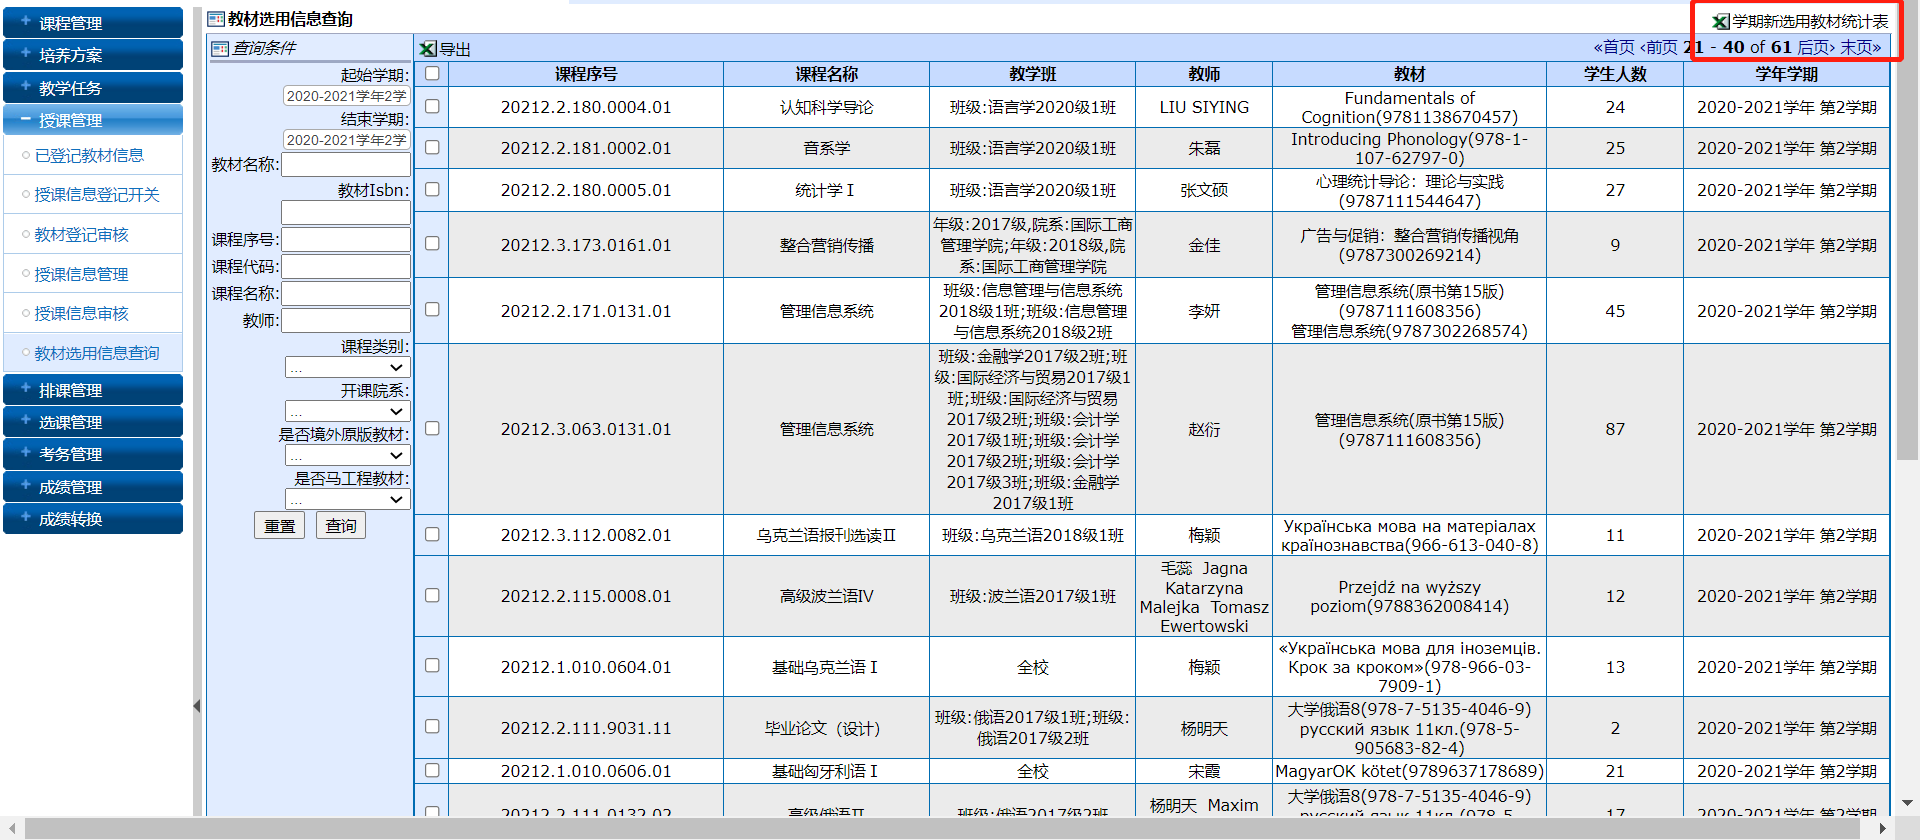 课程管理
培养方案
教学任务
授课管理
已登记教材信息
授课信息登记开关
教材登记审核
授课信息管理
授课信息审核
教材选用信息查询
排课管理
选课管理
考务管理
成绩管理
成绩转换
教材选用信息查询
学期新选用教材统计表
查询条件
起始学期:
2020-2021学年2学
结束学期:
2020-2021学年2学
教材名称:
教材Isbn:
课程序号:
课程代码:
课程名称:
教师:
课程类别:
...
开课院系:
...
是否境外原版教材:
...
是否马工程教材:
...
重置 查询
导出
«首页 ‹前页 21 - 40 of 61 后页› 末页»
课程序号 课程名称 教学班 教师 教材 学生人数 学年学期
20212.2.180.0004.01 认知科学导论 班级:语言学2020级1班 LIU SIYING Fundamentals of
Cognition(9781138670457) 24 2020-2021学年 第2学期
20212.2.181.0002.01 音系学 班级:语言学2020级1班 朱磊 Introducing Phonology(978-1-
107-62797-0) 25 2020-2021学年 第2学期
20212.2.180.0005.01 统计学 I 班级:语言学2020级1班 张文硕 心理统计导论：理论与实践
(9787111544647) 27 2020-2021学年 第2学期
20212.3.173.0161.01 整合营销传播 年级:2017级,院系:国际工商
管理学院;年级:2018级,院
系:国际工商管理学院 金佳 广告与促销：整合营销传播视角
(9787300269214) 9 2020-2021学年 第2学期
20212.2.171.0131.01 管理信息系统 班级:信息管理与信息系统
2018级1班;班级:信息管理
与信息系统2018级2班 李妍 管理信息系统(原书第15版)
(9787111608356)
管理信息系统(9787302268574) 45 2020-2021学年 第2学期
20212.3.063.0131.01 管理信息系统 班级:金融学2017级2班;班
级:国际经济与贸易2017级1
班;班级:国际经济与贸易
2017级2班;班级:会计学
2017级1班;班级:会计学
2017级2班;班级:会计学
2017级3班;班级:金融学
2017级1班 赵衍 管理信息系统(原书第15版)
(9787111608356) 87 2020-2021学年 第2学期
20212.3.112.0082.01 乌克兰语报刊选读II 班级:乌克兰语2018级1班 梅颖 Українська мова на матеріалах
країнознавства(966-613-040-8) 11 2020-2021学年 第2学期
20212.2.115.0008.01 高级波兰语IV 班级:波兰语2017级1班 毛蕊 Jagna
Katarzyna
Malejka Tomasz
Ewertowski Przejdź na wyższy
poziom(9788362008414) 12 2020-2021学年 第2学期
20212.1.010.0604.01 基础乌克兰语 I 全校 梅颖 «Українська мова для іноземців.
Крок за кроком»(978-966-03-
7909-1) 13 2020-2021学年 第2学期
20212.2.111.9031.11 毕业论文（设计） 班级:俄语2017级1班;班级:
俄语2017级2班 杨明天 大学俄语8(978-7-5135-4046-9)
русский язык 11кл.(978-5-
905683-82-4) 2 2020-2021学年 第2学期
20212.1.010.0606.01 基础匈牙利语 I 全校 宋霞 MagyarOK kötet(9789637178689) 21 2020-2021学年 第2学期
20212.2.111.0132.02 高级俄语II 班级:俄语2017级2班 杨明天 Maxim 大学俄语8(978-7-5135-4046-9)
русский язык 11кл.(978-5- 17 2020-2021学年 第2学期